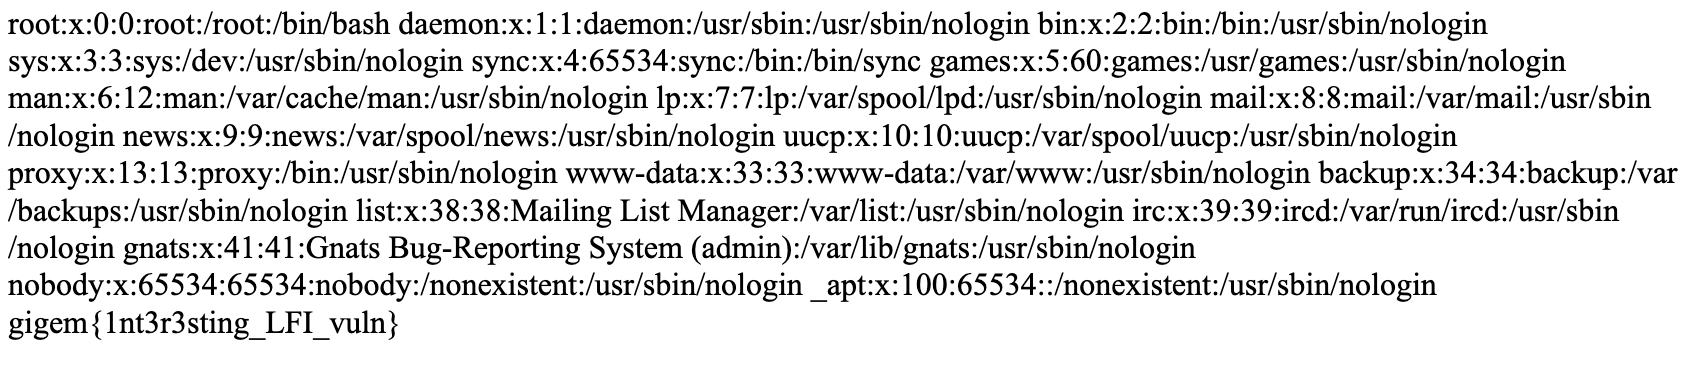 root:x:0:0:root:/root:/bin/bash daemon:x:1:1:daemon:/usr/sbin:/usr/sbin/nologin bin:x:2:2:bin:/bin:/usr/sbin/nologin
sys:x:3:3:sys:/dev:/usr/sbin/nologin sync:x:4:65534:sync:/bin:/bin/sync games:x:5:60:games:/usr/games:/usr/sbin/nologin
man:x:6:12:man:/var/cache/man:/usr/sbin/nologin lp:x:7:7:lp:/var/spool/lpd:/usr/sbin/nologin mail:x:8:8:mail:/var/mail:/usr/sbin
/nologin news:x:9:9:news:/var/spool/news:/usr/sbin/nologin uucp:x:10:10:uucp:/var/spool/uucp:/usr/sbin/nologin
proxy:x:13:13:proxy:/bin:/usr/sbin/nologin www-data:x:33:33:www-data:/var/www:/usr/sbin/nologin backup:x:34:34:backup:/var
/backups:/usr/sbin/nologin list:x:38:38:Mailing List Manager:/var/list:/usr/sbin/nologin irc:x:39:39:ircd:/var/run/ircd:/usr/sbin
/nologin gnats:x:41:41:Gnats Bug-Reporting System (admin):/var/lib/gnats:/usr/sbin/nologin
nobody:x:65534:65534:nobody:/nonexistent:/usr/sbin/nologin _apt:x:100:65534::/nonexistent:/usr/sbin/nologin
gigem{1nt3r3sting_LFI_vuln}